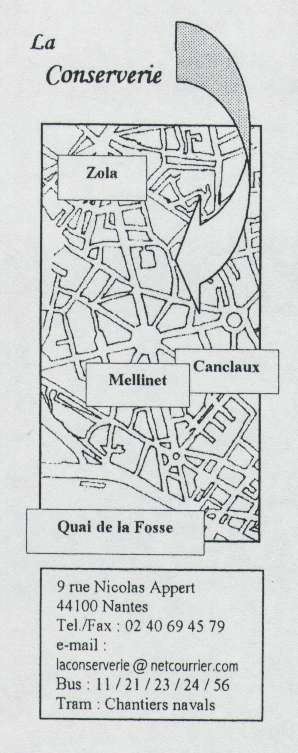 La
Conserverie
Zola
Canclaux
Mellinet
Quai de la Fosse
9 rue Nicolas Appert
44100 Nantes
Tel./Fax : 02 40 69 45 79
e-mail :
laconserverie @ netcourrier.com
Bus : 11 / 21 / 23 / 24 / 56
Tram : Chantiers navals